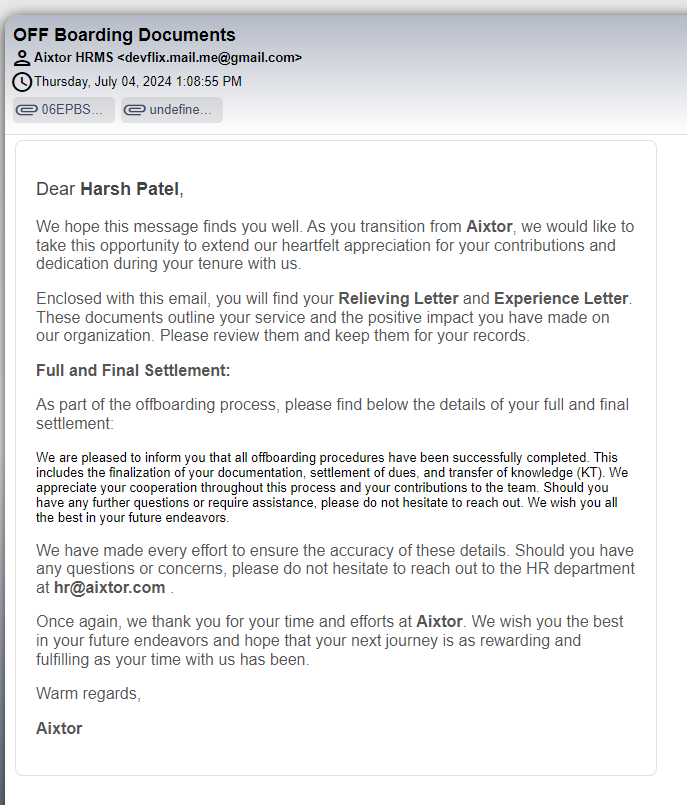 OFF Boarding Documents
Aixtor HRMS <devflix.mail.me@gmail.com>
Thursday, July 04, 2024 1:08:55 PM
06EPBS... undefine...
Dear Harsh Patel,
We hope this message finds you well. As you transition from Aixtor, we would like to
take this opportunity to extend our heartfelt appreciation for your contributions and
dedication during your tenure with us.
Enclosed with this email, you will find your Relieving Letter and Experience Letter.
These documents outline your service and the positive impact you have made on
our organization. Please review them and keep them for your records.
Full and Final Settlement:
As part of the offboarding process, please find below the details of your full and final
settlement:
We are pleased to inform you that all offboarding procedures have been successfully completed. This
includes the finalization of your documentation, settlement of dues, and transfer of knowledge (KT). We
appreciate your cooperation throughout this process and your contributions to the team. Should you
have any further questions or require assistance, please do not hesitate to reach out. We wish you all
the best in your future endeavors.
We have made every effort to ensure the accuracy of these details. Should you have
any questions or concerns, please do not hesitate to reach out to the HR department
at hr@aixtor.com .
Once again, we thank you for your time and efforts at Aixtor. We wish you the best
in your future endeavors and hope that your next journey is as rewarding and
fulfilling as your time with us has been.
Warm regards,
Aixtor